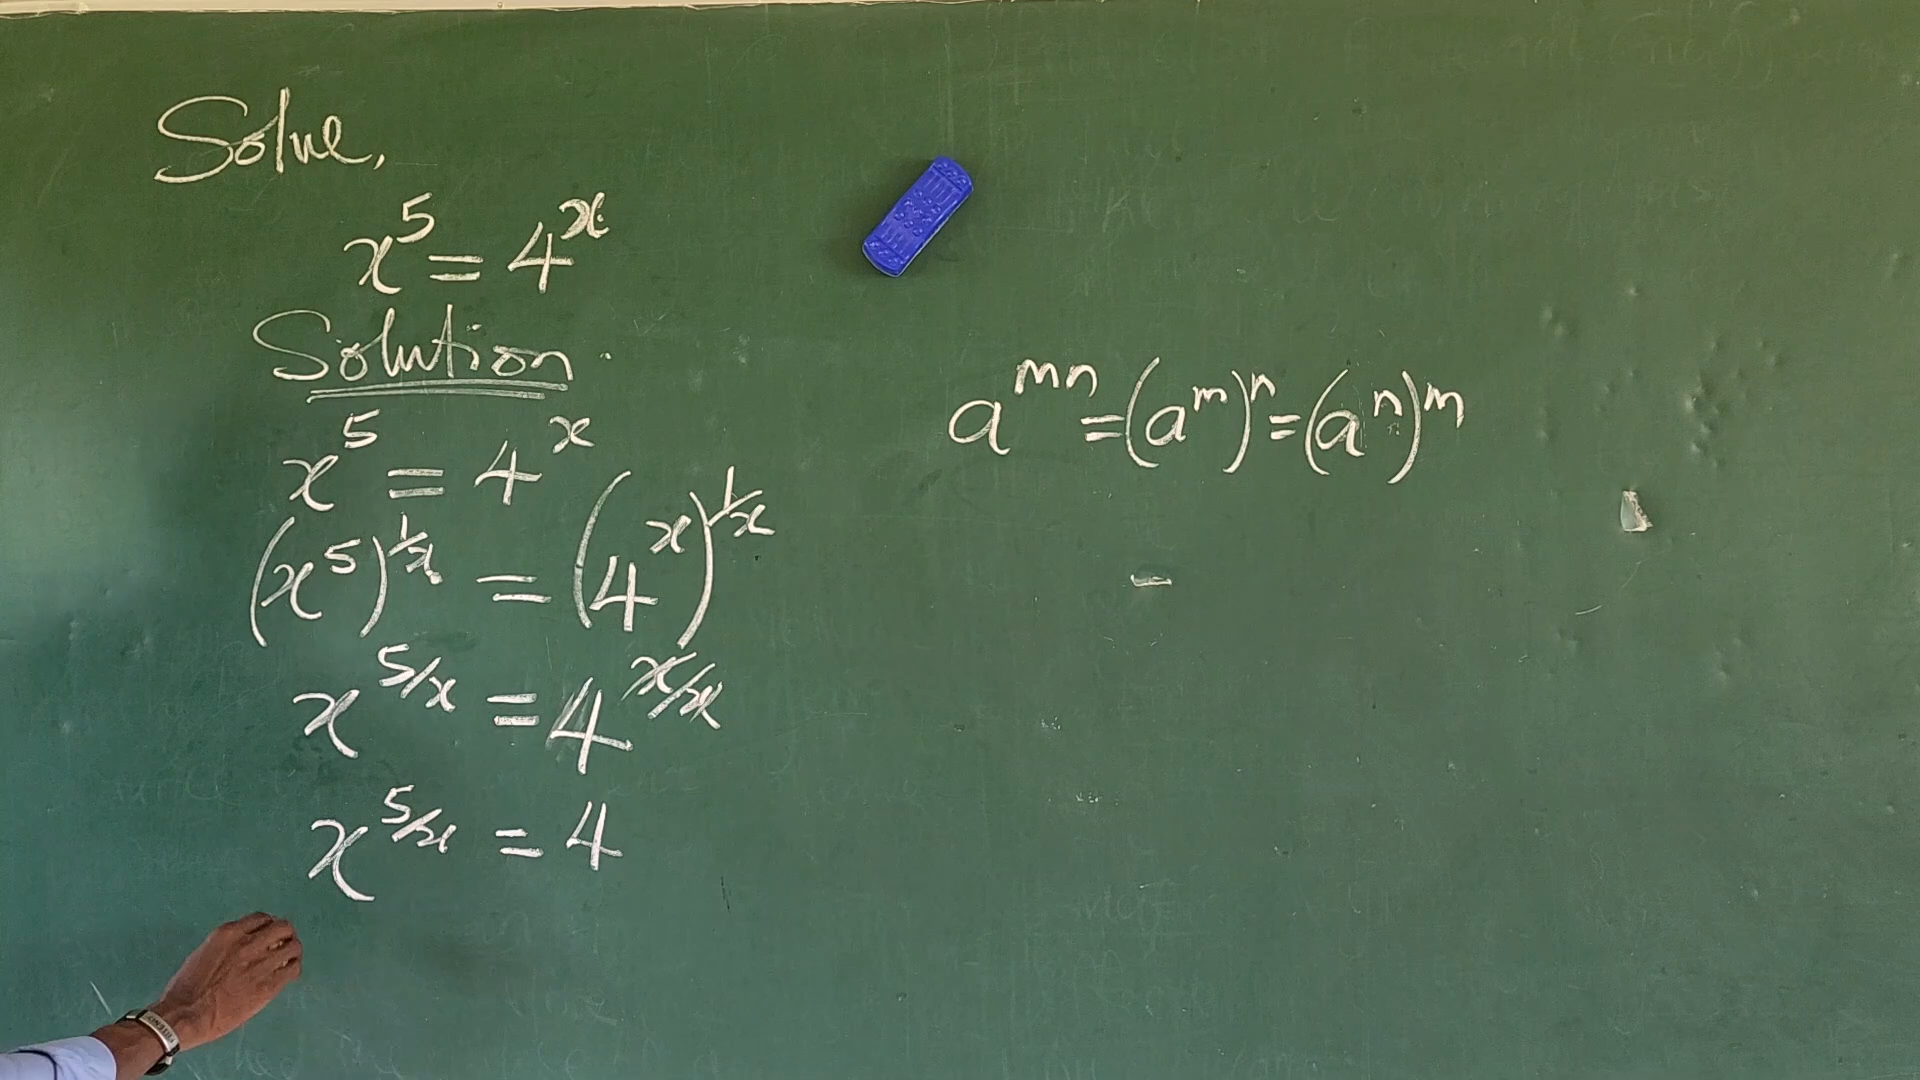 Solve,
x^5 = 4^x
Solution.
x^5 = 4^x
(x^5)^1/x = (4^x)^1/x
x^5/x = 4^x/x
x^5/x = 4
a^mn = (a^m)^n = (a^n)^m